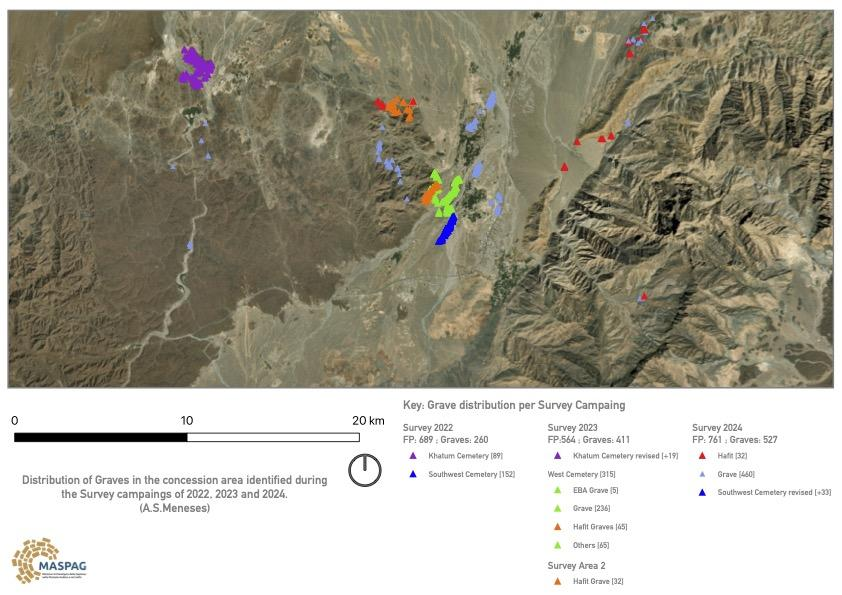 0 10 20 km
Distribution of Graves in the concession area identified during
the Survey campaings of 2022, 2023 and 2024.
(A.S.Meneses)
MASPAG
Key: Grave distribution per Survey Campaing
Survey 2022
FP: 689 ; Graves: 260
Khatum Cemetery [89]
Southwest Cemetery [152]
Survey 2023
FP:564 ; Graves: 411
Khatum Cemetery revised [+19]
West Cemetery [315]
EBA Grave [5]
Grave [236]
Hafit Graves [45]
Others [65]
Survey Area 2
Hafit Grave [32]
Survey 2024
FP: 761 ; Graves: 527
Hafit [32]
Grave [460]
Southwest Cemetery revised [+33]